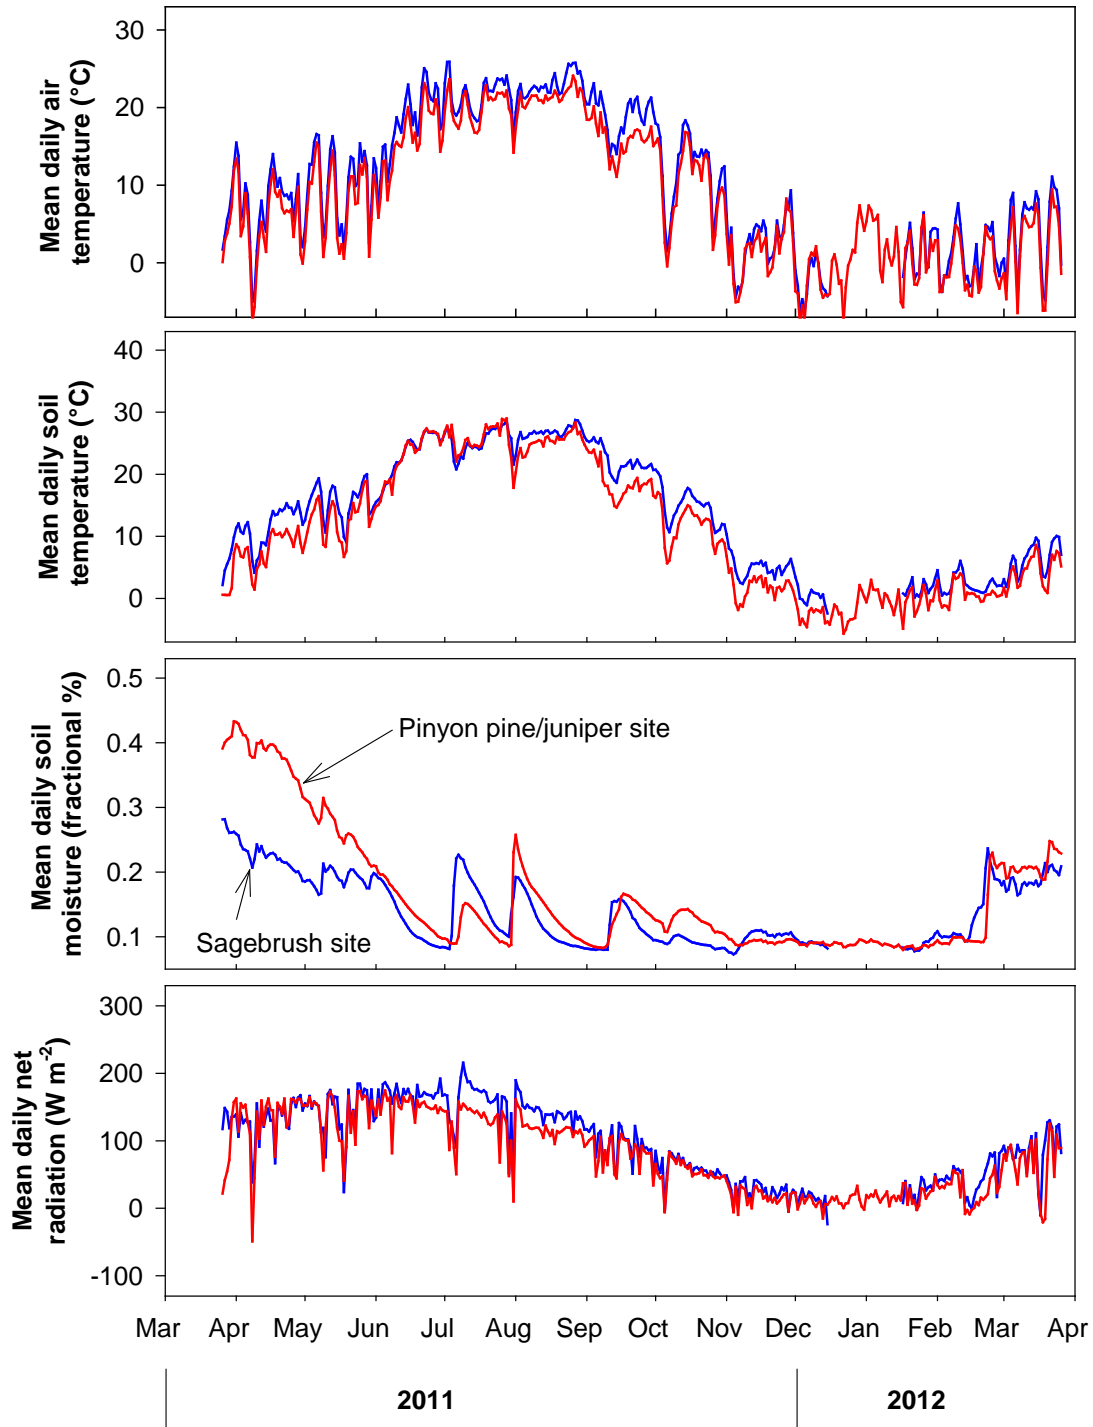 Mean daily air
temperature (°C)
30
20
10
0
Mean daily soil
temperature (°C)
40
30
20
10
0
Mean daily soil
moisture (fractional %)
0.5
0.4
0.3
0.2
0.1
Pinyon pine/juniper site
Sagebrush site
Mean daily net
radiation (W m⁻²)
300
200
100
0
-100
Mar Apr May Jun Jul Aug Sep Oct Nov Dec Jan Feb Mar Apr
2011 2012